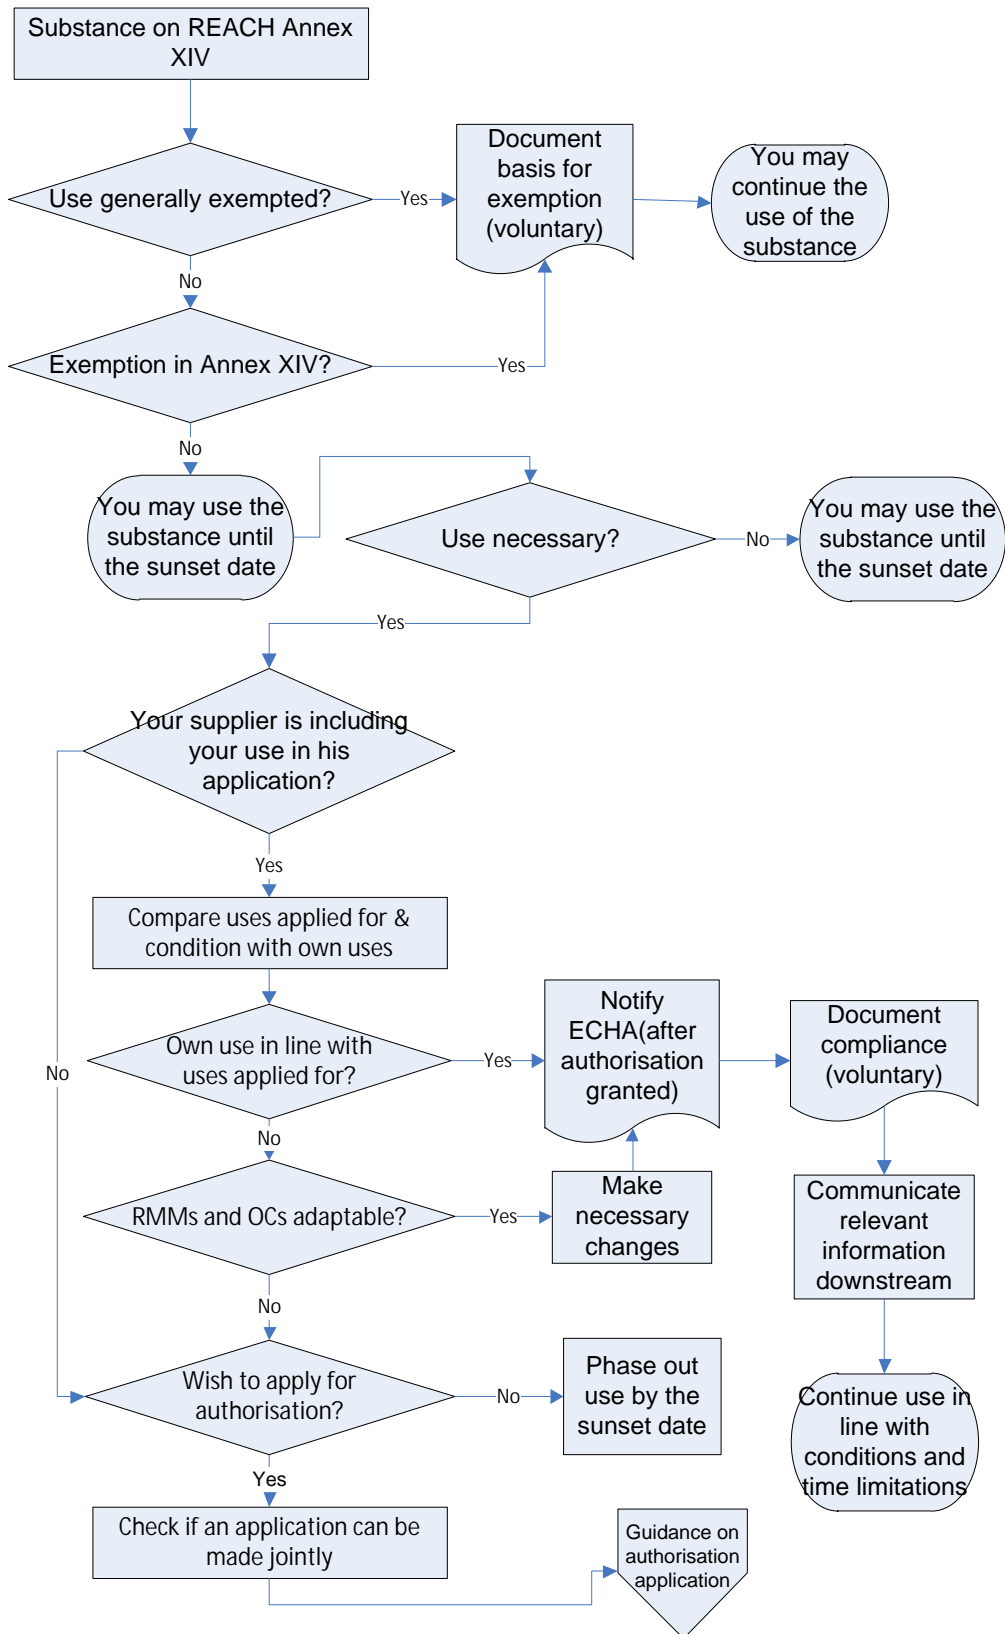 Substance on REACH Annex
XIV
Use generally exempted?
Yes
Document
basis for
exemption
(voluntary)
You may
continue the
use of the
substance
No
Exemption in Annex XIV?
Yes
No
You may use the
substance until
the sunset date
Use necessary?
No
You may use the
substance until
the sunset date
Yes
Your supplier is including
your use in his
application?
No
Yes
Compare uses applied for &
condition with own uses
Own use in line with
uses applied for?
Yes
Notify
ECHA(after
authorisation
granted)
Document
compliance
(voluntary)
No
RMMs and OCs adaptable?
Yes
Make
necessary
changes
Communicate
relevant
information
downstream
No
Wish to apply for
authorisation?
No
Phase out
use by the
sunset date
Continue use in
line with
conditions and
time limitations
Yes
Check if an application can be
made jointly
Guidance on
authorisation
application